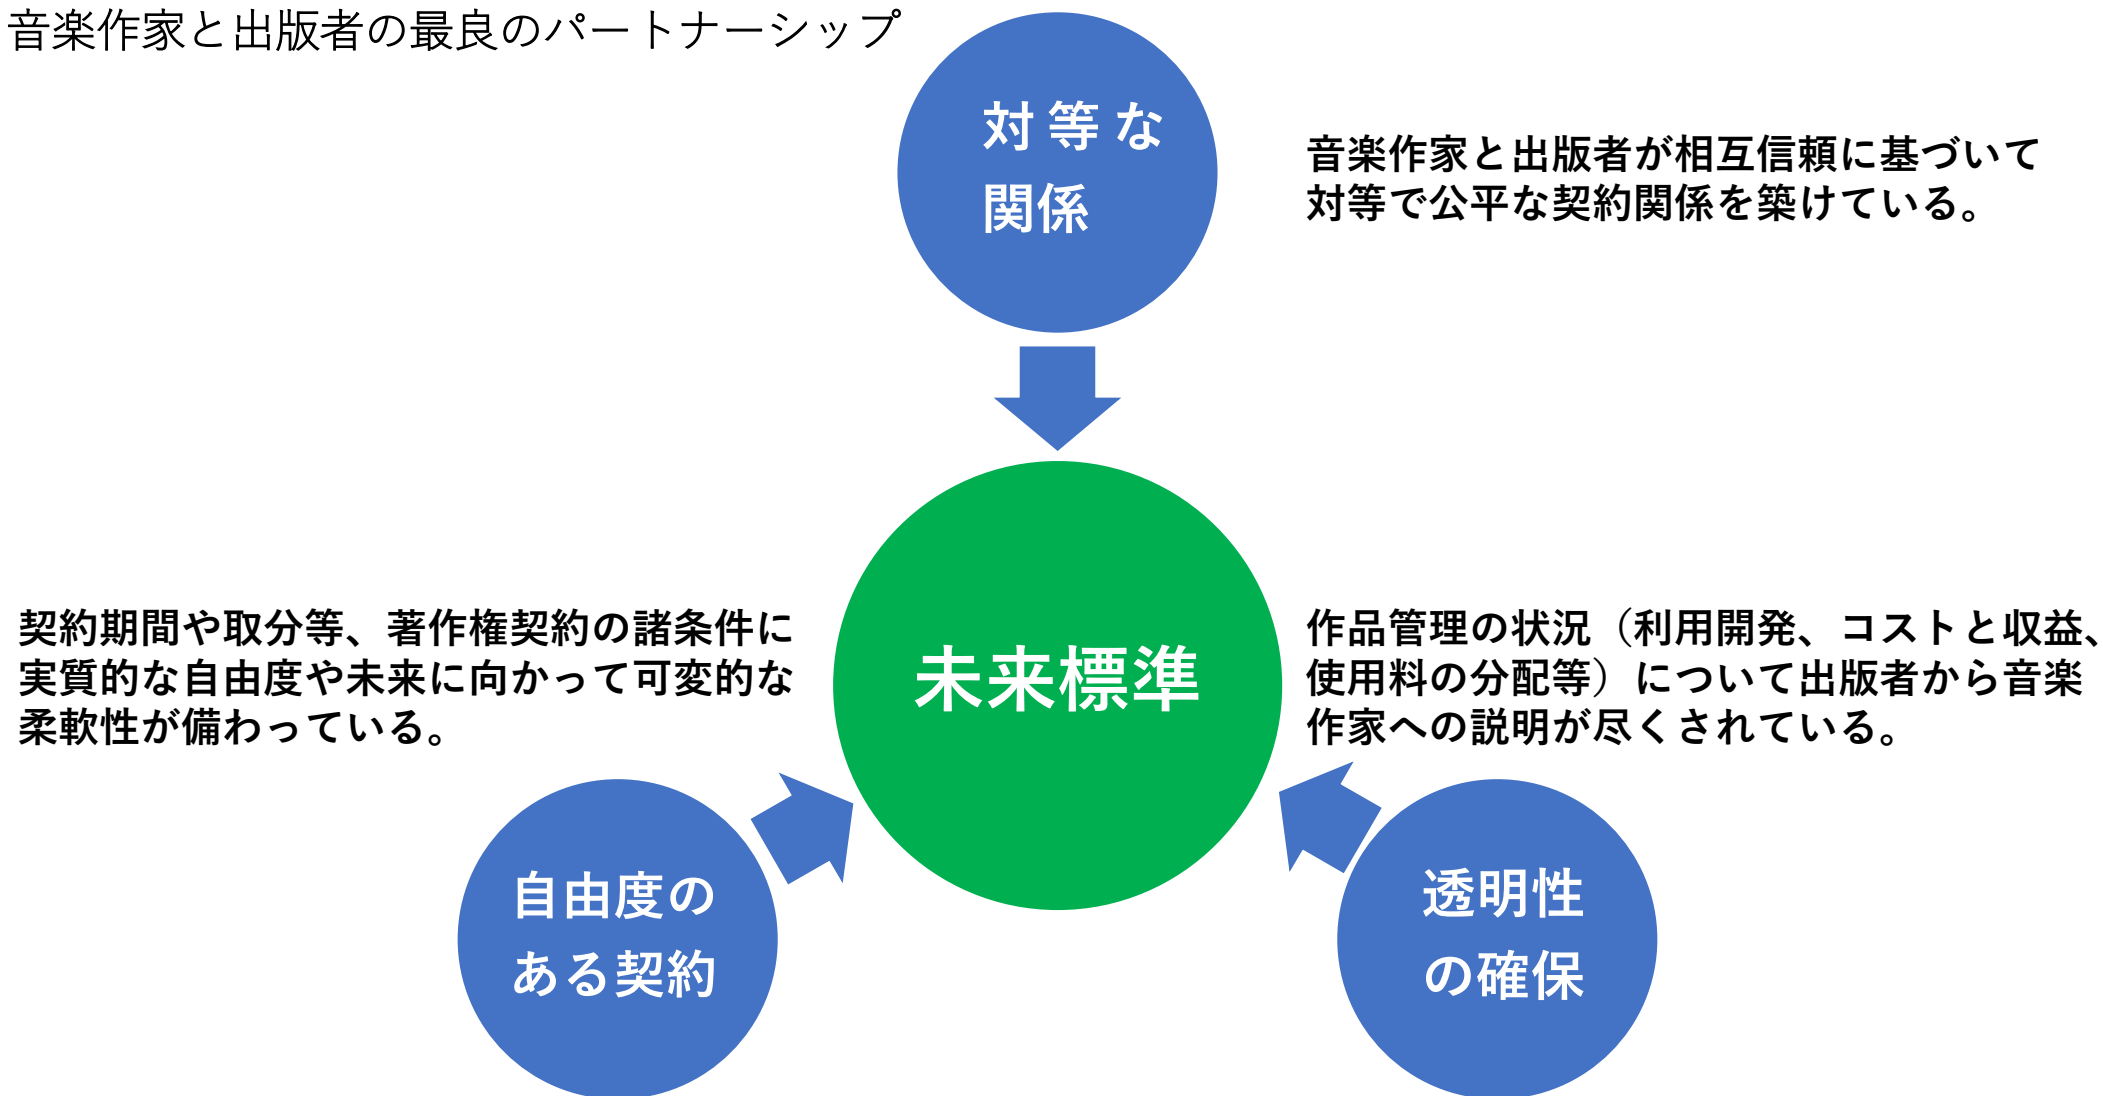 音楽作家と出版者の最良のパートナーシップ
対等な
関係
音楽作家と出版者が相互信頼に基づいて
対等で公平な契約関係を築けている。
契約期間や取分等、著作権契約の諸条件に
実質的な自由度や未来に向かって可変的な
柔軟性が備わっている。
未来標準
作品管理の状況（利用開発、コストと収益、
使用料の分配等）について出版者から音楽
作家への説明が尽くされている。
自由度の
ある契約
透明性
の確保